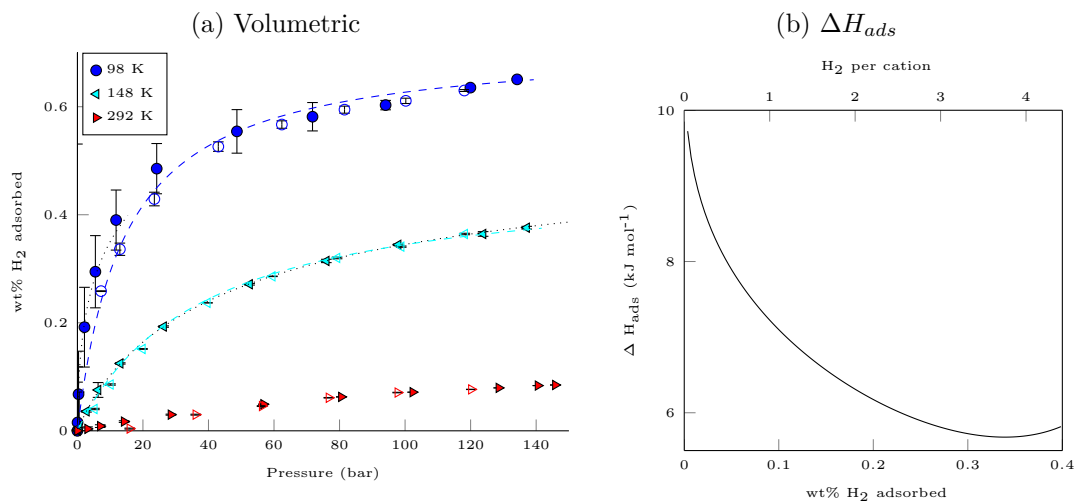 (a) Volumetric
98 K
148 K
292 K
0.6
0.4
0.2
0
wt% H₂ adsorbed
0 20 40 60 80 100 120 140
Pressure (bar)
(b) ΔH_ads
H₂ per cation
0 1 2 3 4
10
8
6
Δ H_ads (kJ mol⁻¹)
0 0.1 0.2 0.3 0.4
wt% H₂ adsorbed